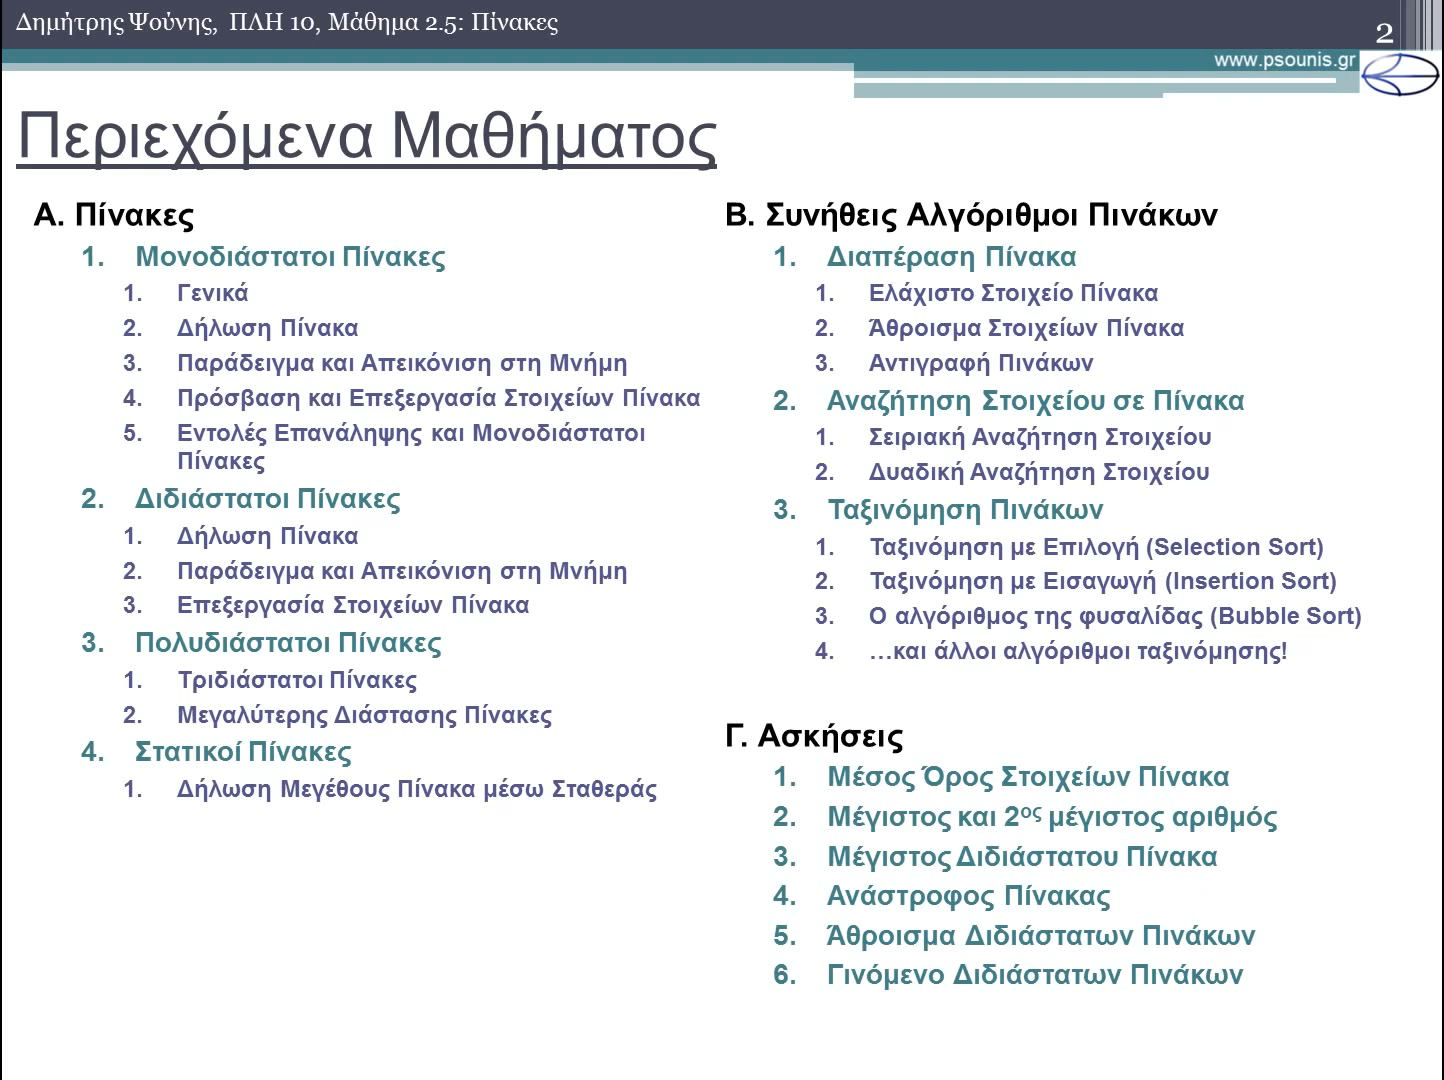 Δημήτρης Ψούνης,  ΠΛΗ 10, Μάθημα 2.5: Πίνακες
2
www.psounis.gr
Περιεχόμενα Μαθήματος
Α. Πίνακες
1. Μονοδιάστατοι Πίνακες
1. Γενικά
2. Δήλωση Πίνακα
3. Παράδειγμα και Απεικόνιση στη Μνήμη
4. Πρόσβαση και Επεξεργασία Στοιχείων Πίνακα
5. Εντολές Επανάληψης και Μονοδιάστατοι
Πίνακες
2. Διδιάστατοι Πίνακες
1. Δήλωση Πίνακα
2. Παράδειγμα και Απεικόνιση στη Μνήμη
3. Επεξεργασία Στοιχείων Πίνακα
3. Πολυδιάστατοι Πίνακες
1. Τριδιάστατοι Πίνακες
2. Μεγαλύτερης Διάστασης Πίνακες
4. Στατικοί Πίνακες
1. Δήλωση Μεγέθους Πίνακα μέσω Σταθεράς
Β. Συνήθεις Αλγόριθμοι Πινάκων
1. Διαπέραση Πίνακα
1. Ελάχιστο Στοιχείο Πίνακα
2. Άθροισμα Στοιχείων Πίνακα
3. Αντιγραφή Πινάκων
2. Αναζήτηση Στοιχείου σε Πίνακα
1. Σειριακή Αναζήτηση Στοιχείου
2. Δυαδική Αναζήτηση Στοιχείου
3. Ταξινόμηση Πινάκων
1. Ταξινόμηση με Επιλογή (Selection Sort)
2. Ταξινόμηση με Εισαγωγή (Insertion Sort)
3. Ο αλγόριθμος της φυσαλίδας (Bubble Sort)
4. …και άλλοι αλγόριθμοι ταξινόμησης!
Γ. Ασκήσεις
1. Μέσος Όρος Στοιχείων Πίνακα
2. Μέγιστος και 2ος μέγιστος αριθμός
3. Μέγιστος Διδιάστατου Πίνακα
4. Ανάστροφος Πίνακας
5. Άθροισμα Διδιάστατων Πινάκων
6. Γινόμενο Διδιάστατων Πινάκων